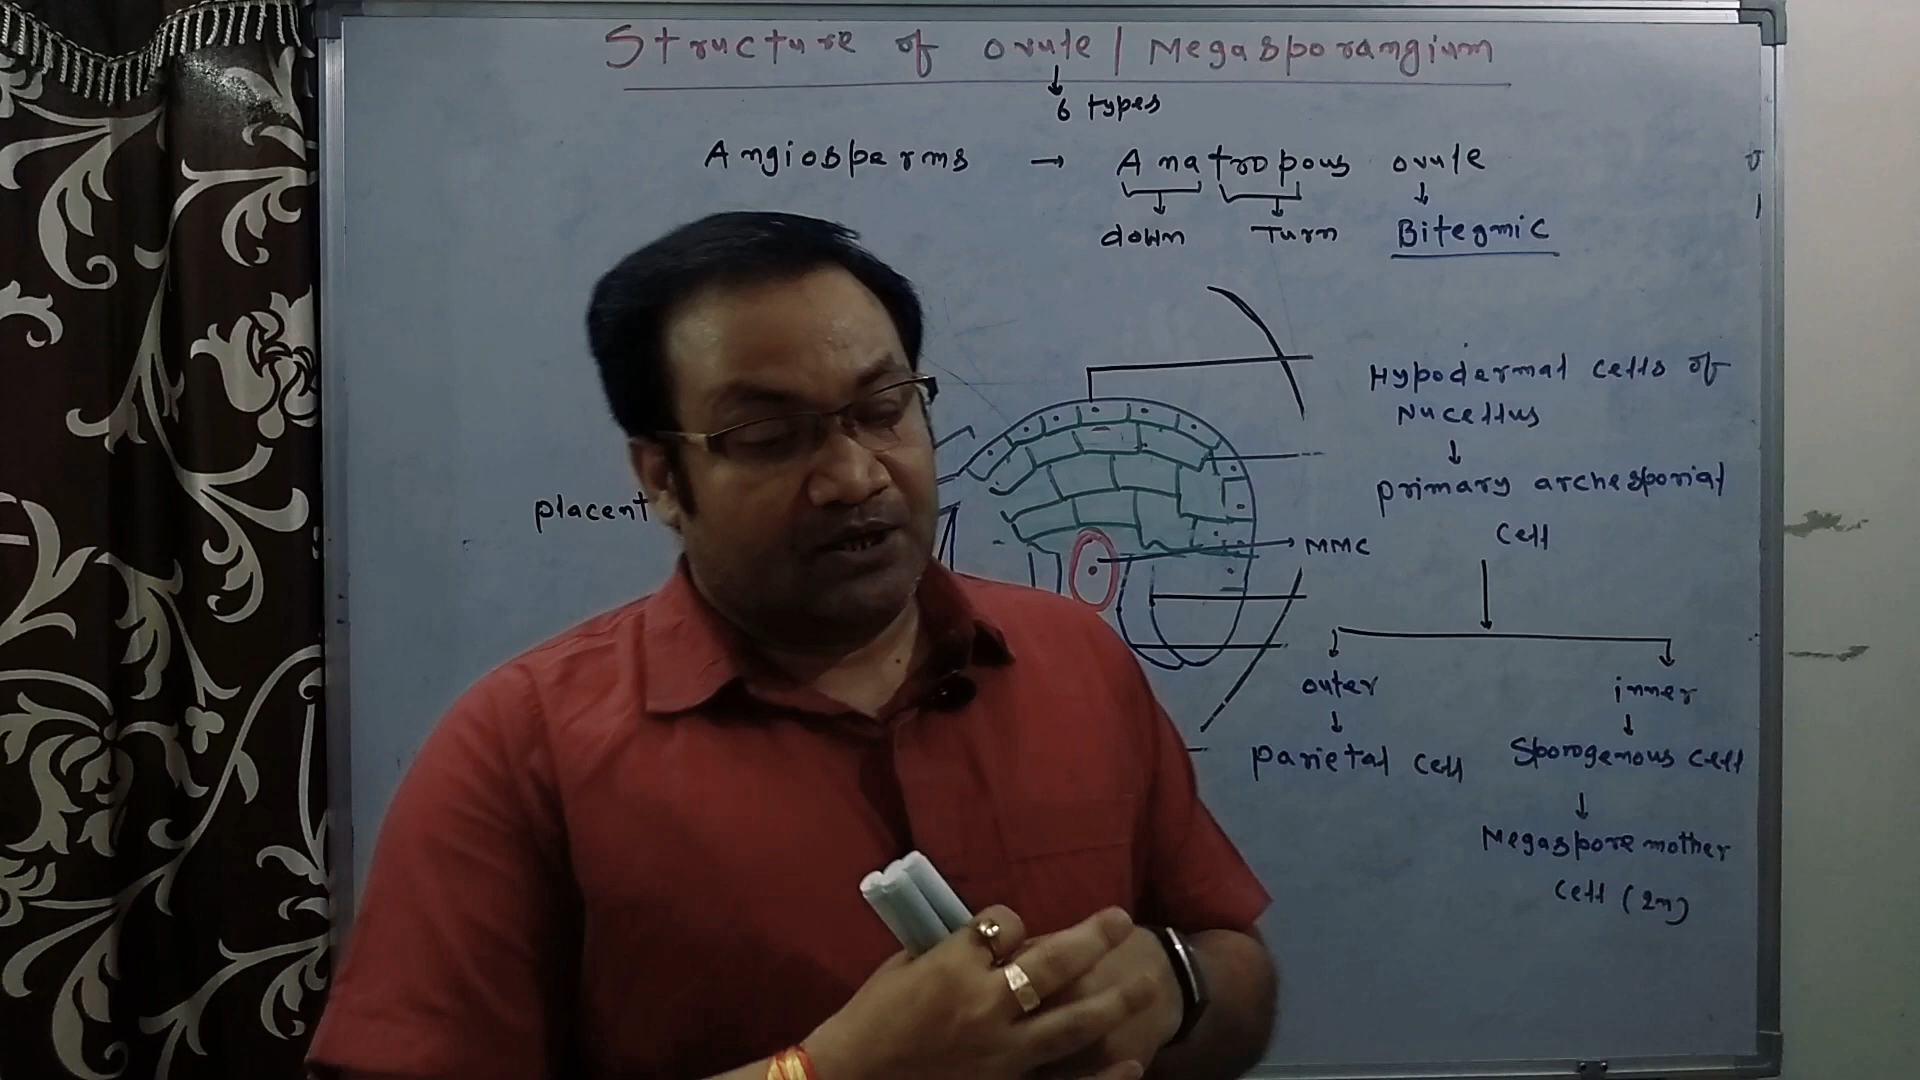 Structure of ovule / Megasporangium
6 types
Angiosperms → Anatropous ovule
down Turn Bitegmic
Hypodermal cells of
Nucellus
primary archesporial
cell
placent
MMC
outer inner
parietal cell Sporogenous cell
Megaspore mother
cell (2n)